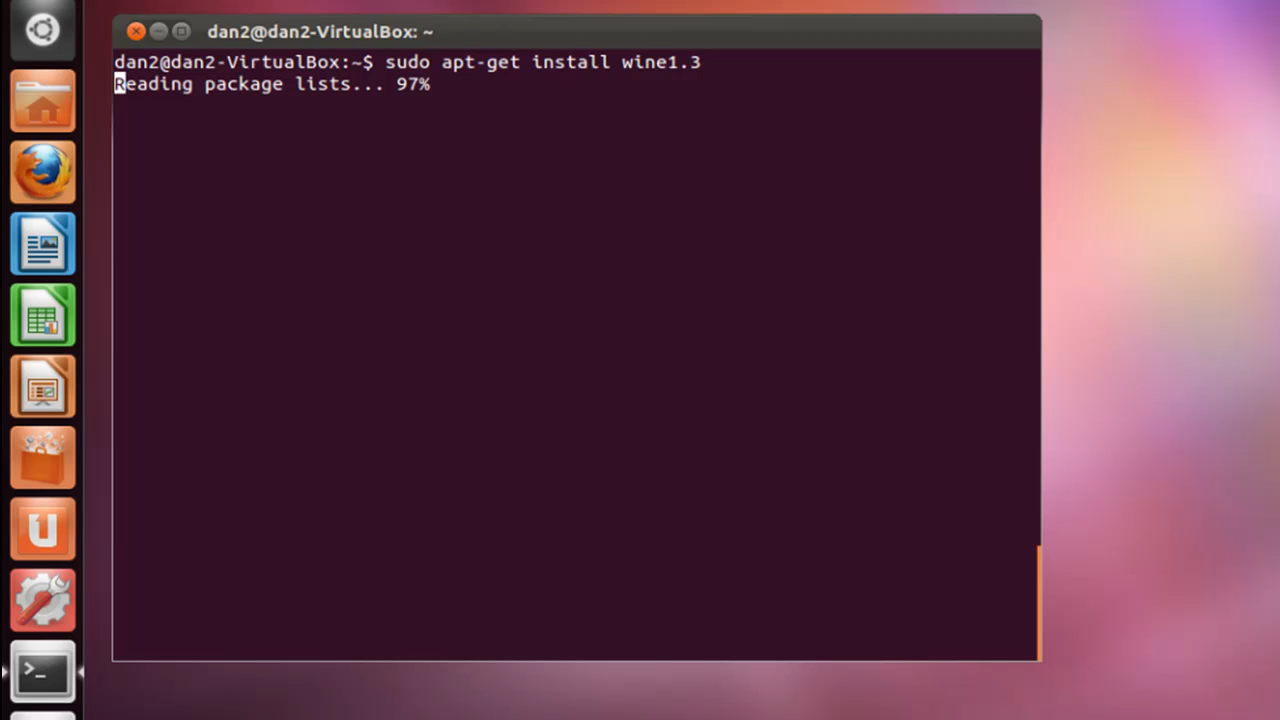 dan2@dan2-VirtualBox: ~
dan2@dan2-VirtualBox:~$ sudo apt-get install wine1.3
Reading package lists... 97%